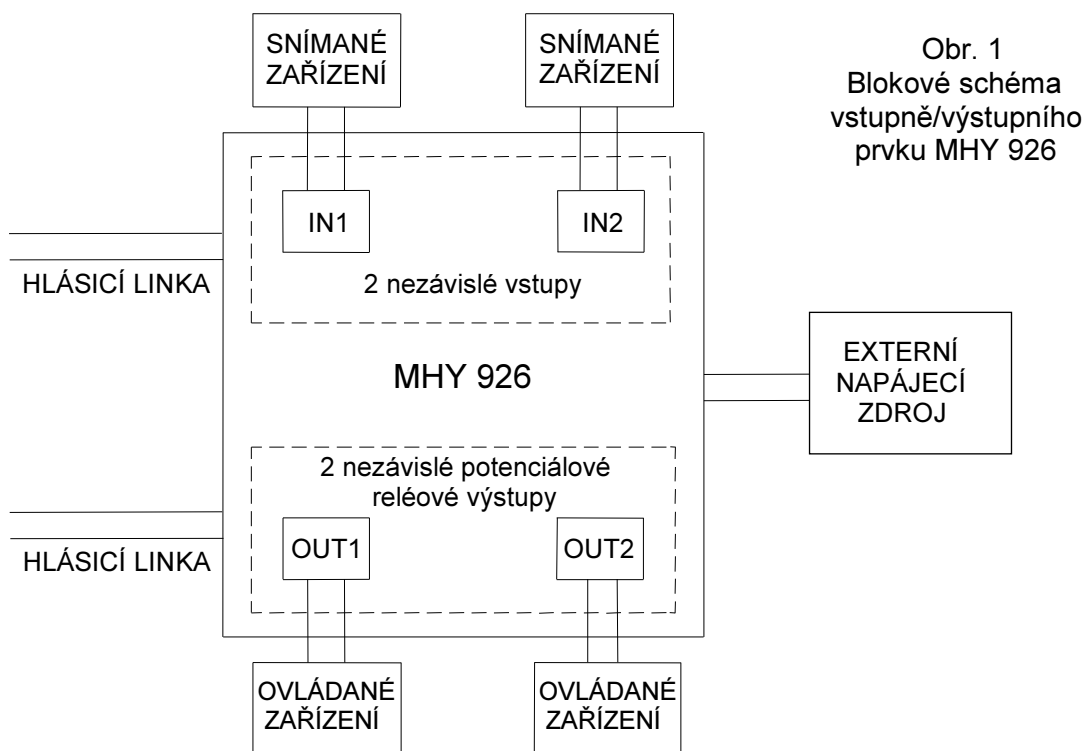 SNÍMANÉ
ZAŘÍZENÍ
SNÍMANÉ
ZAŘÍZENÍ
Obr. 1
Blokové schéma
vstupně/výstupního
prvku MHY 926
IN1
IN2
2 nezávislé vstupy
HLÁSICÍ LINKA
MHY 926
EXTERNÍ
NAPÁJECÍ
ZDROJ
2 nezávislé potenciálové
reléové výstupy
OUT1
OUT2
HLÁSICÍ LINKA
OVLÁDANÉ
ZAŘÍZENÍ
OVLÁDANÉ
ZAŘÍZENÍ